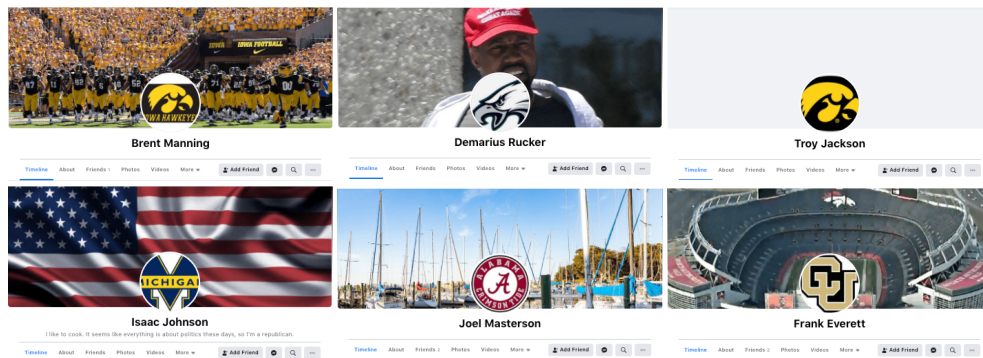 IOWA
IOWA FOOTBALL
IOWA HAWKEYE
Brent Manning
Timeline About Friends 1 Photos Videos More Add Friend
Demarius Rucker
Timeline About Friends Photos Videos More Add Friend
Troy Jackson
Timeline About Friends Photos Videos More Add Friend
MICHIGAN
Isaac Johnson
I like to cook. It seems like everything is about politics these days, so I'm a republican.
Timeline About Friends Photos Videos More Add Friend
ALABAMA
A
CRIMSON TIDE
Joel Masterson
Timeline About Friends 3 Photos Videos More Add Friend
CU
Frank Everett
Timeline About Friends 2 Photos Videos More Add Friend